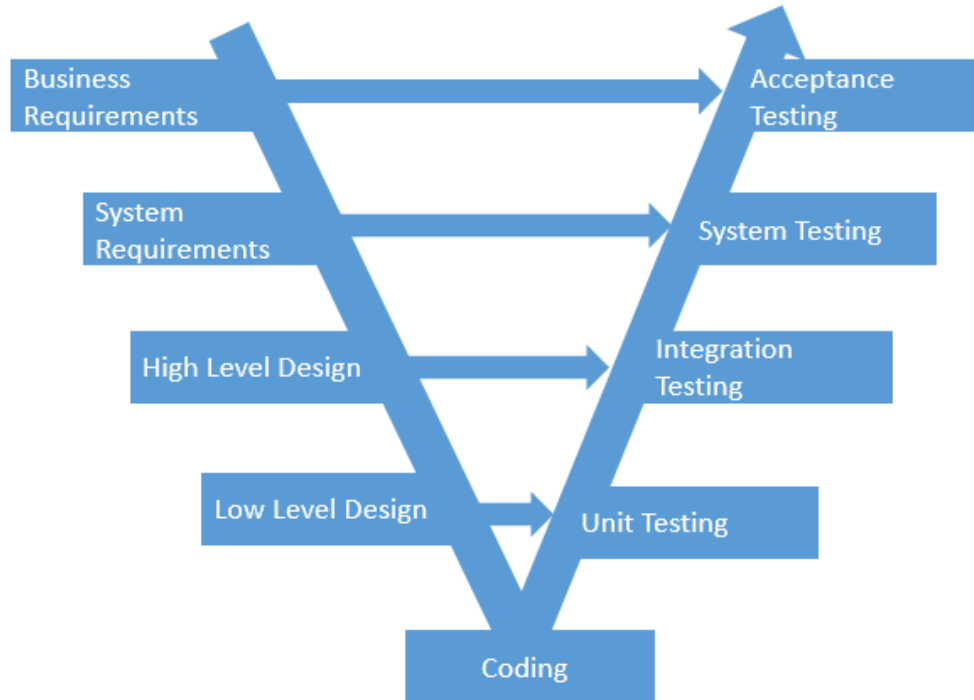 Business
Requirements
Acceptance
Testing
System
Requirements
System Testing
High Level Design
Integration
Testing
Low Level Design
Unit Testing
Coding